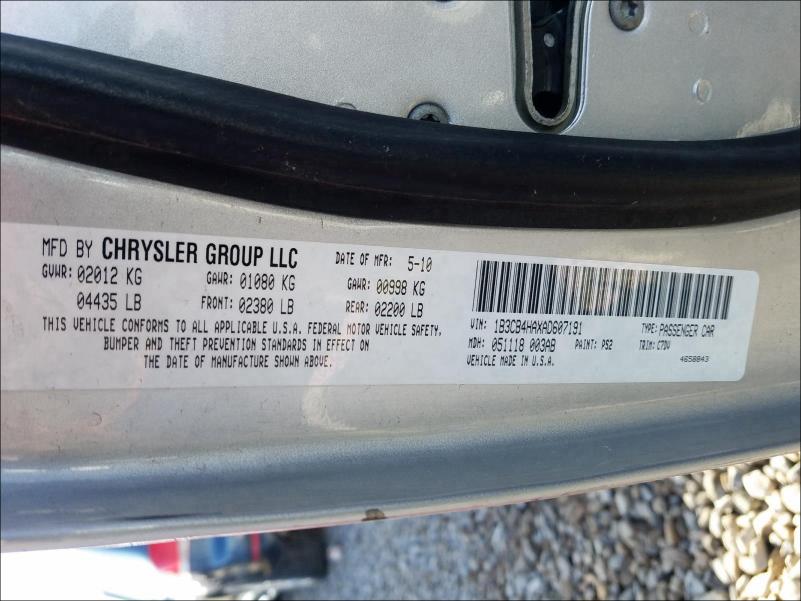 MFD BY CHRYSLER GROUP LLC DATE OF MFR: 5-10
GVWR: 02012 KG GAWR: 01080 KG GAWR: 00998 KG
04435 LB FRONT: 02380 LB REAR: 02200 LB
THIS VEHICLE CONFORMS TO ALL APPLICABLE U.S.A. FEDERAL MOTOR VEHICLE SAFETY,
BUMPER AND THEFT PREVENTION STANDARDS IN EFFECT ON
THE DATE OF MANUFACTURE SHOWN ABOVE.
VIN: 1B3CB4HAXAD607191 TYPE: PASSENGER CAR
MDH: 051118 003AB PAINT: PS2 TRIM: C7DV
VEHICLE MADE IN U.S.A. 4658843